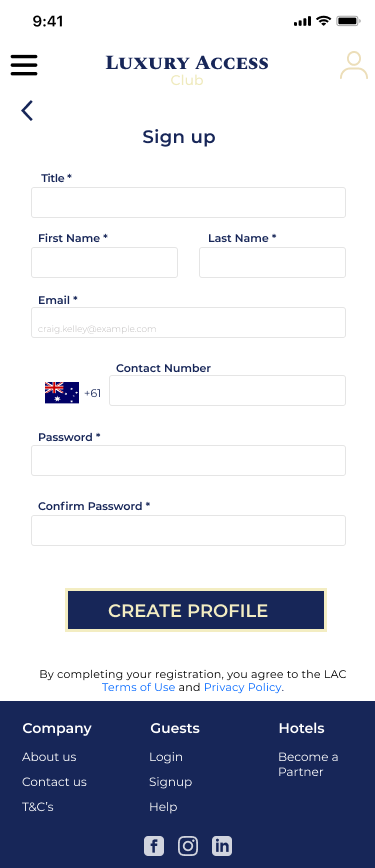 9:41
LUXURY ACCESS
Club
Sign up
Title *
First Name *
Last Name *
Email *
craig.kelley@example.com
Contact Number
+61
Password *
Confirm Password *
CREATE PROFILE
By completing your registration, you agree to the LAC
Terms of Use and Privacy Policy.
Company
Guests
Hotels
About us
Login
Become a
Partner
Contact us
Signup
T&C’s
Help